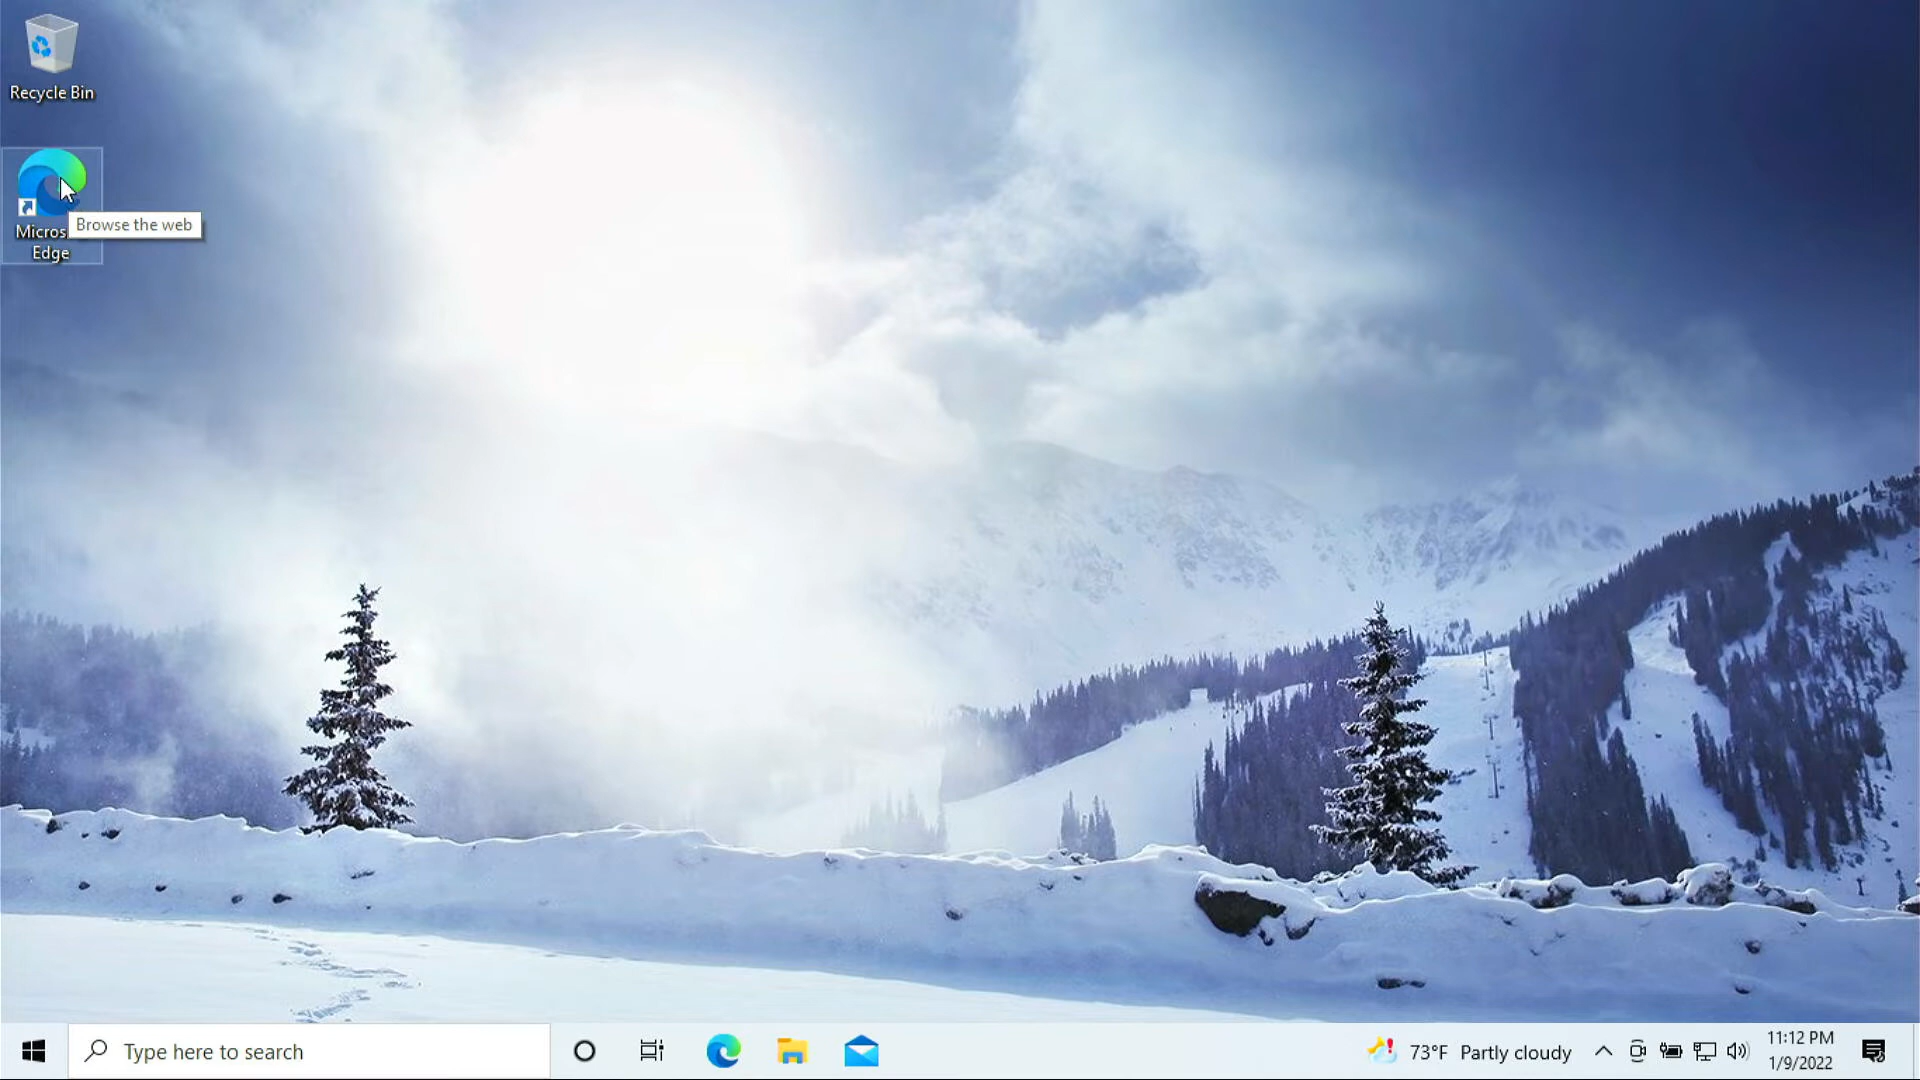 Recycle Bin
Micros
Edge
Browse the web
Type here to search
73°F Partly cloudy
11:12 PM
1/9/2022